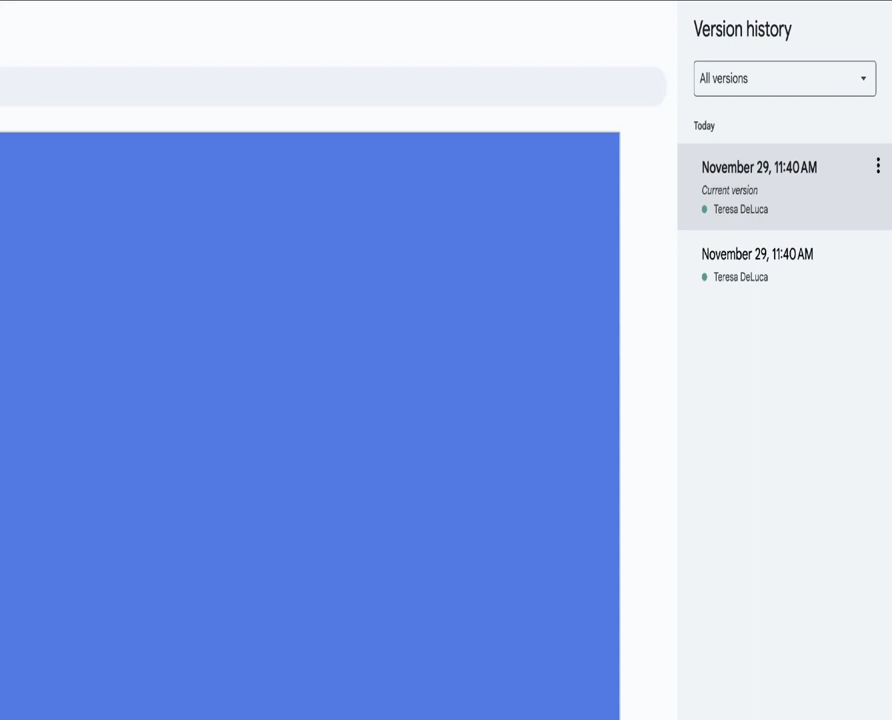 Version history
All versions
Today
November 29, 11:40 AM
Current version
Teresa DeLuca
November 29, 11:40 AM
Teresa DeLuca